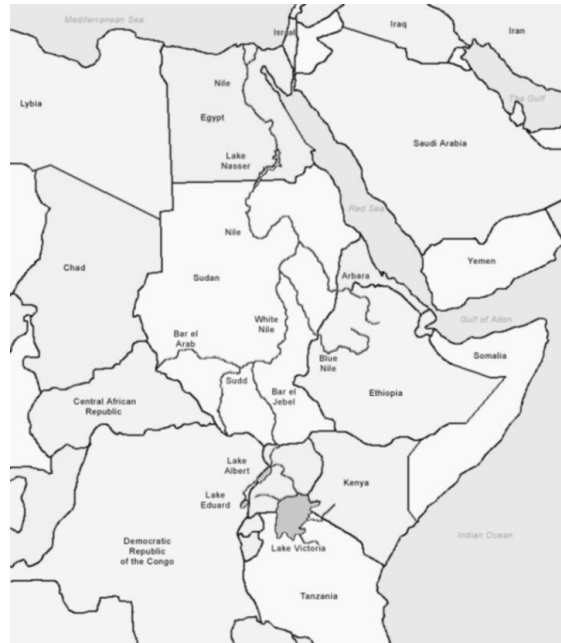 Mediterranean Sea
Israel
Iraq
Iran
Nile
Lybia
Egypt
The Gulf
Saudi Arabia
Lake
Nasser
Red Sea
Nile
Yemen
Chad
Sudan
Arbara
Gulf of Aden
White
Nile
Bar el
Arab
Blue
Nile
Somalia
Sudd
Bar el
Jebel
Ethiopia
Central African
Republic
Lake
Albert
Kenya
Lake
Eduard
Indian Ocean
Democratic
Republic
of the Congo
Lake Victoria
Tanzania